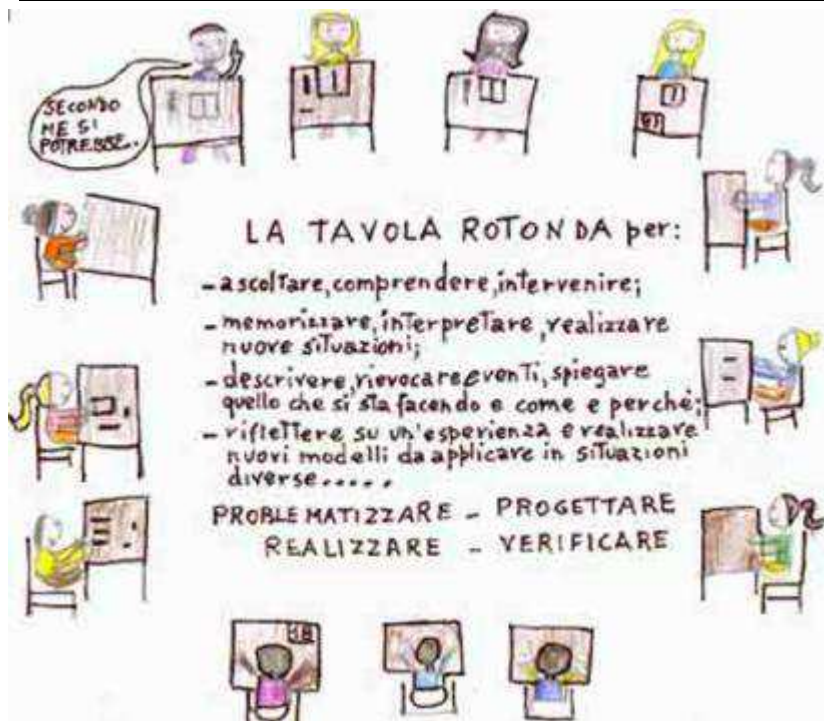 SECONDO
ME SI
POTREBBE..
LA TAVOLA ROTONDA per:
- ascoltare, comprendere, intervenire;
- memorizzare, interpretare, realizzare
nuove situazioni;
- descrivere, rievocare eventi, spiegare
quello che si sta facendo e come e perché;
- riflettere su un'esperienza e realizzare
nuovi modelli da applicare in situazioni
diverse.....
PROBLEMATIZZARE - PROGETTARE
REALIZZARE - VERIFICARE